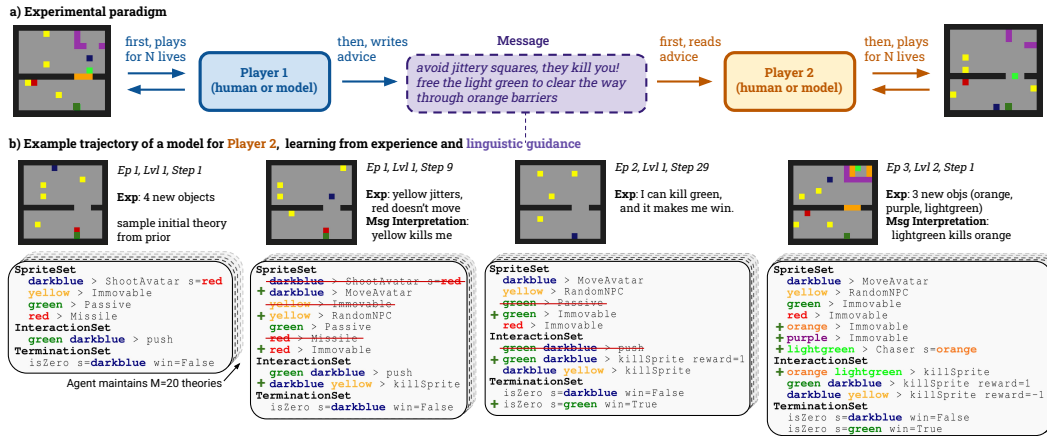 a) Experimental paradigm
first, plays
for N lives
Player 1
(human or model)
then, writes
advice
Message
avoid jittery squares, they kill you!
free the light green to clear the way
through orange barriers
first, reads
advice
Player 2
(human or model)
then, plays
for N lives
b) Example trajectory of a model for Player 2, learning from experience and linguistic guidance
Ep 1, Lvl 1, Step 1
Exp: 4 new objects
sample initial theory
from prior
SpriteSet
darkblue > ShootAvatar s=red
yellow > Immovable
green > Passive
red > Missile
InteractionSet
green darkblue > push
TerminationSet
isZero s=darkblue win=False
Agent maintains M=20 theories
Ep 1, Lvl 1, Step 9
Exp: yellow jitters,
red doesn't move
Msg Interpretation:
yellow kills me
SpriteSet
darkblue > ShootAvatar s=red
+ darkblue > MoveAvatar
yellow > Immovable
+ yellow > RandomNPC
green > Passive
red > Missile
+ red > Immovable
InteractionSet
green darkblue > push
+ darkblue yellow > killSprite
TerminationSet
isZero s=darkblue win=False
Ep 2, Lvl 1, Step 29
Exp: I can kill green,
and it makes me win.
SpriteSet
darkblue > MoveAvatar
yellow > RandomNPC
green > Passive
+ green > Immovable
red > Immovable
InteractionSet
green darkblue > push
+ green darkblue > killSprite reward=1
darkblue yellow > killSprite
TerminationSet
isZero s=darkblue win=False
+ isZero s=green win=True
Ep 3, Lvl 2, Step 1
Exp: 3 new objs (orange,
purple, lightgreen)
Msg Interpretation:
lightgreen kills orange
SpriteSet
darkblue > MoveAvatar
yellow > RandomNPC
green > Immovable
red > Immovable
+ orange > Immovable
+ purple > Immovable
+ lightgreen > Chaser s=orange
InteractionSet
+ orange lightgreen > killSprite
green darkblue > killSprite reward=1
darkblue yellow > killSprite reward=-1
TerminationSet
isZero s=darkblue win=False
isZero s=green win=True